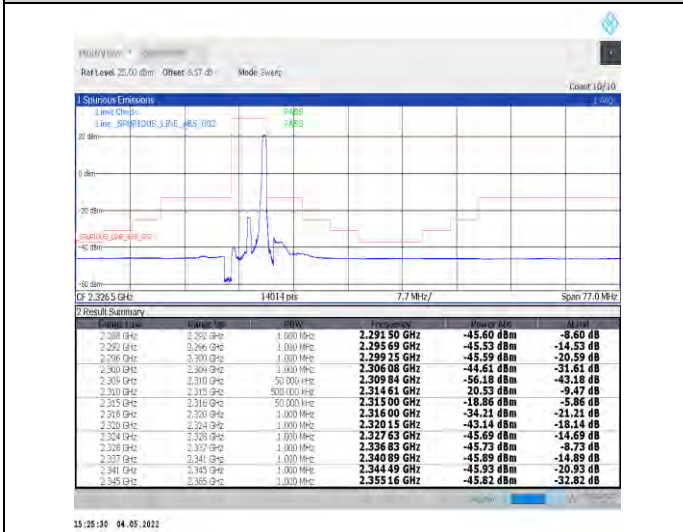 MultiView Spectrum
Ref Level 25.00 dBm Offset 6.57 dB Mode Sweep
Count 10/10
1 Spurious Emissions
Limit Check PASS
Line _SPURIOUS_LINE_ABS_002 PASS
20 dBm
0 dBm
-20 dBm
-40 dBm
-60 dBm
CF 2.3265 GHz 14014 pts 7.7 MHz/ Span 77.0 MHz
2 Result Summary
Range Low Range Up RBW Frequency Power Abs ΔLimit
2.288 GHz 2.292 GHz 1.000 MHz 2.291 50 GHz -45.60 dBm -8.60 dB
2.292 GHz 2.296 GHz 1.000 MHz 2.295 69 GHz -45.53 dBm -14.53 dB
2.296 GHz 2.300 GHz 1.000 MHz 2.299 25 GHz -45.59 dBm -20.59 dB
2.300 GHz 2.309 GHz 1.000 MHz 2.306 08 GHz -44.61 dBm -31.61 dB
2.309 GHz 2.310 GHz 50.000 kHz 2.309 84 GHz -56.18 dBm -43.18 dB
2.310 GHz 2.315 GHz 500.000 kHz 2.314 61 GHz 20.53 dBm -9.47 dB
2.315 GHz 2.316 GHz 50.000 kHz 2.315 00 GHz -18.86 dBm -5.86 dB
2.316 GHz 2.320 GHz 1.000 MHz 2.316 00 GHz -34.21 dBm -21.21 dB
2.320 GHz 2.324 GHz 1.000 MHz 2.320 15 GHz -43.14 dBm -18.14 dB
2.324 GHz 2.328 GHz 1.000 MHz 2.327 63 GHz -45.69 dBm -14.69 dB
2.328 GHz 2.337 GHz 1.000 MHz 2.336 83 GHz -45.73 dBm -8.73 dB
2.337 GHz 2.341 GHz 1.000 MHz 2.340 89 GHz -45.89 dBm -14.89 dB
2.341 GHz 2.345 GHz 1.000 MHz 2.344 49 GHz -45.93 dBm -20.93 dB
2.345 GHz 2.365 GHz 1.000 MHz 2.355 16 GHz -45.82 dBm -32.82 dB
15:25:30 04.05.2022